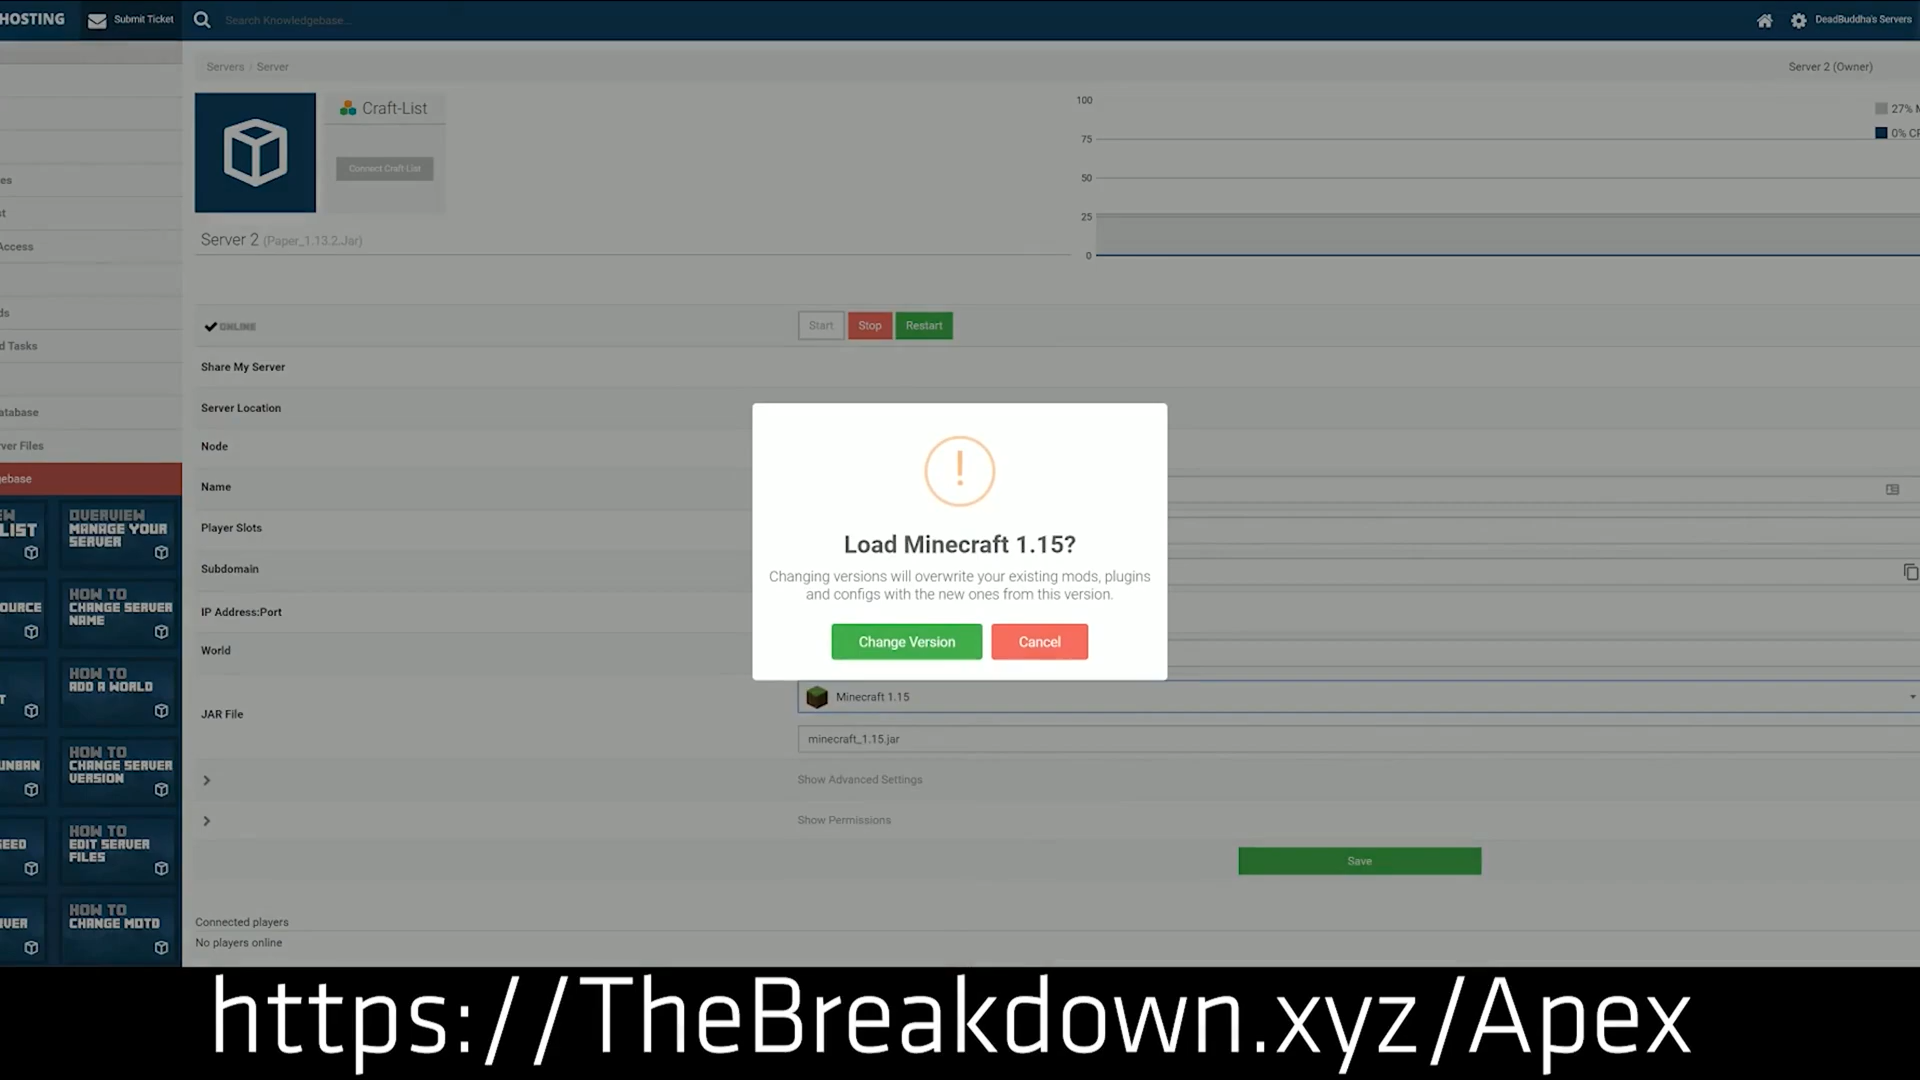 HOSTING
Submit Ticket
Search Knowledgebase...
DeadBuddha's Servers
Servers / Server
Server 2 (Owner)
Craft-List
Connect Craft List
Server 2 (Paper_1.13.2.Jar)
100
75
50
25
0
27% M
0% CP
es
st
Access
ds
d Tasks
atabase
ver Files
gebase
ONLINE
Start
Stop
Restart
Share My Server
Server Location
Node
Name
Player Slots
Subdomain
IP Address:Port
World
JAR File
Load Minecraft 1.15?
Changing versions will overwrite your existing mods, plugins
and configs with the new ones from this version.
Change Version
Cancel
Minecraft 1.15
minecraft_1.15.jar
Show Advanced Settings
Show Permissions
Save
LIST
OVERVIEW
MANAGE YOUR
SERVER
OURCE
HOW TO
CHANGE SERVER
NAME
T
HOW TO
ADD A WORLD
UNBAN
HOW TO
CHANGE SERVER
VERSION
SEED
HOW TO
EDIT SERVER
FILES
VER
HOW TO
CHANGE MOTD
Connected players
No players online
https://TheBreakdown.xyz/Apex